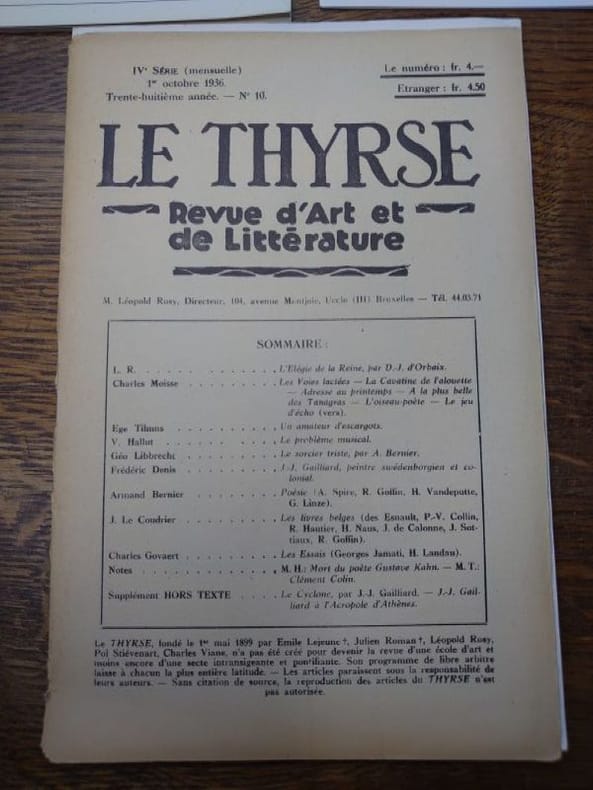 IVe SÉRIE (mensuelle)
1er octobre 1936.
Trente-huitième année. — N° 10.
Le numéro : fr. 4.—
Etranger : fr. 4.50
LE THYRSE
Revue d'Art et
de Littérature
M. Léopold Rosy, Directeur, 104, avenue Montjoie, Uccle (III) Bruxelles — Tél. 44.03.71
SOMMAIRE :
L. R. . . . . . . . . . . . . L'Elégie de la Reine, par D.-J. d'Orbaix.
Charles Moisse . . . . . . . . . Les Voies lactées — La Cavatine de l'alouette
— Adresse au printemps — A la plus belle
des Tanagras — L'oiseau-poète — Le jeu
d'écho (vers).
Ege Tilmns . . . . . . . . . . Un amateur d'escargots.
V. Hallut . . . . . . . . . . Le problème musical.
Géo Libbrecht . . . . . . . . . Le sorcier triste, par A. Bernier.
Frédéric Denis . . . . . . . . . J.-J. Gailliard, peintre swédenborgien et co-
lonial.
Armand Bernier . . . . . . . . Poésie (A. Spire, R. Goffin, H. Vandeputte,
G. Linze).
J. Le Coudrier . . . . . . . . . Les livres belges (des Esnault, P.-V. Collin,
R. Hautier, H. Naus, J. de Calonne, J. Sot-
tiaux, R. Goffin).
Charles Govaert . . . . . . . . Les Essais (Georges Jamati, H. Landau).
Notes . . . . . . . . . . . . M. H.: Mort du poète Gustave Kahn. — M. T.:
Clément Colin.
Supplément HORS TEXTE . . . . Le Cyclone, par J.-J. Gailliard. — J.-J. Gail-
liard à l'Acropole d'Athènes.
Le THYRSE, fondé le 1er mai 1899 par Emile Lejeune †, Julien Roman †, Léopold Rosy,
Pol Stiévenart, Charles Viane, n'a pas été créé pour devenir la revue d'une école d'art et
moins encore d'une secte intransigeante et pontifiante. Son programme de libre arbitre
laisse à chacun la plus entière latitude. — Les articles paraissent sous la responsabilité de
leurs auteurs. — Sans citation de source, la reproduction des articles du THYRSE n'est
pas autorisée.